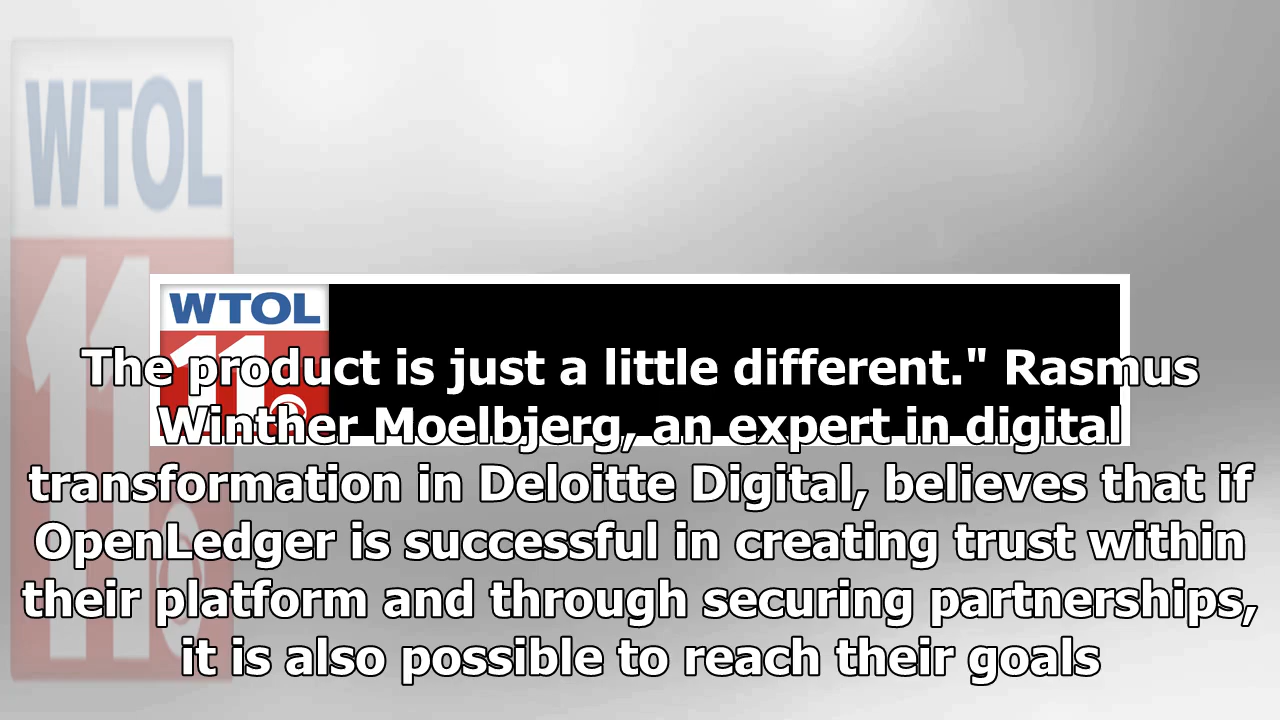 WTOL
11
WTOL
11
The product is just a little different." Rasmus
Winther Moelbjerg, an expert in digital
transformation in Deloitte Digital, believes that if
OpenLedger is successful in creating trust within
their platform and through securing partnerships,
it is also possible to reach their goals